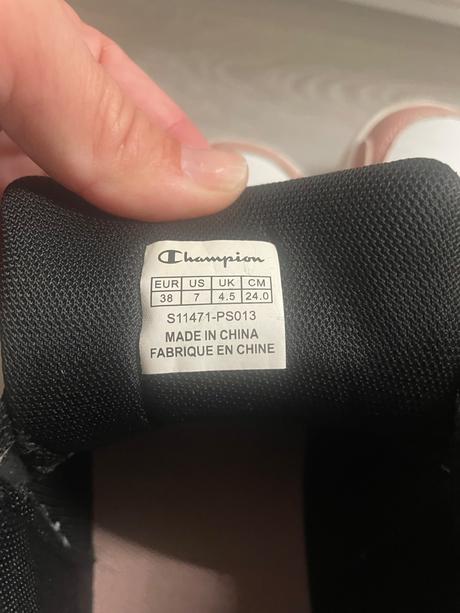 Champion
EUR US UK CM
38 7 4.5 24.0
S11471-PS013
MADE IN CHINA
FABRIQUE EN CHINE